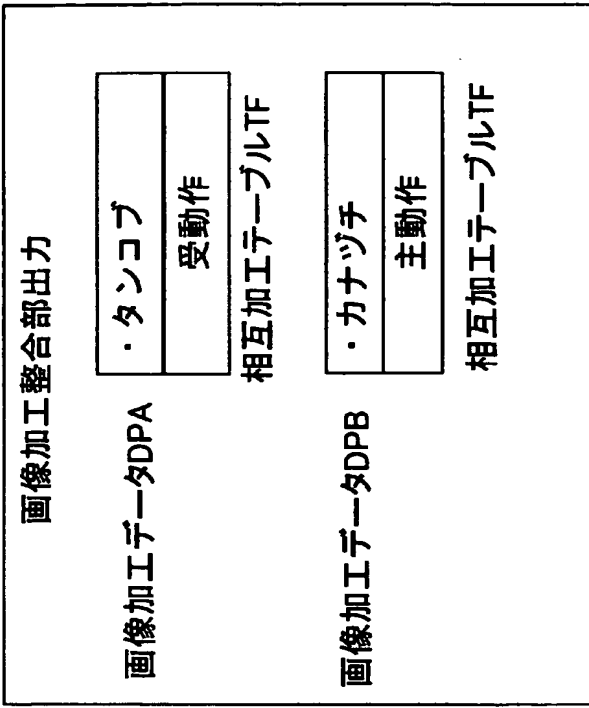 画像加工整合部出力
画像加工データDPA
・タンコブ
受動作
相互加工テーブルTF
画像加工データDPB
・カナヅチ
主動作
相互加工テーブルTF